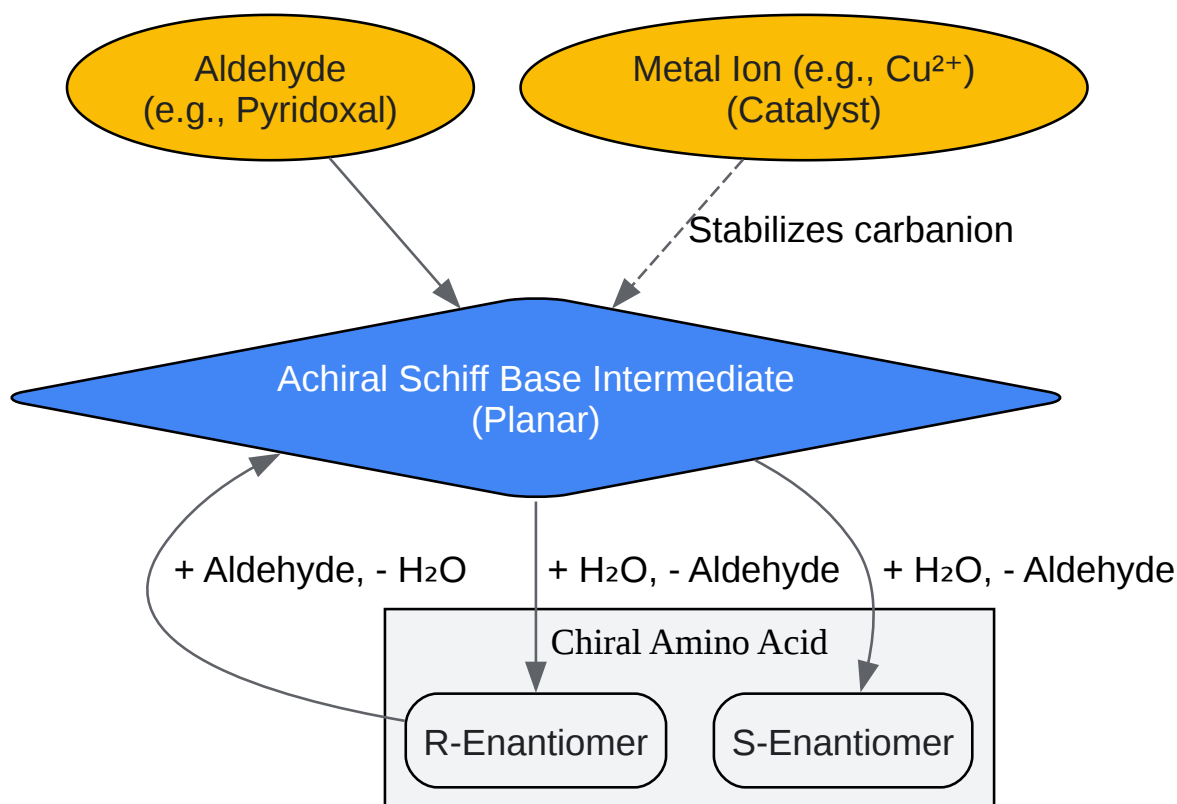 Aldehyde
(e.g., Pyridoxal)
Metal Ion (e.g., Cu²⁺)
(Catalyst)
Stabilizes carbanion
Achiral Schiff Base Intermediate
(Planar)
+ Aldehyde, - H₂O
+ H₂O, - Aldehyde
+ H₂O, - Aldehyde
Chiral Amino Acid
R-Enantiomer
S-Enantiomer